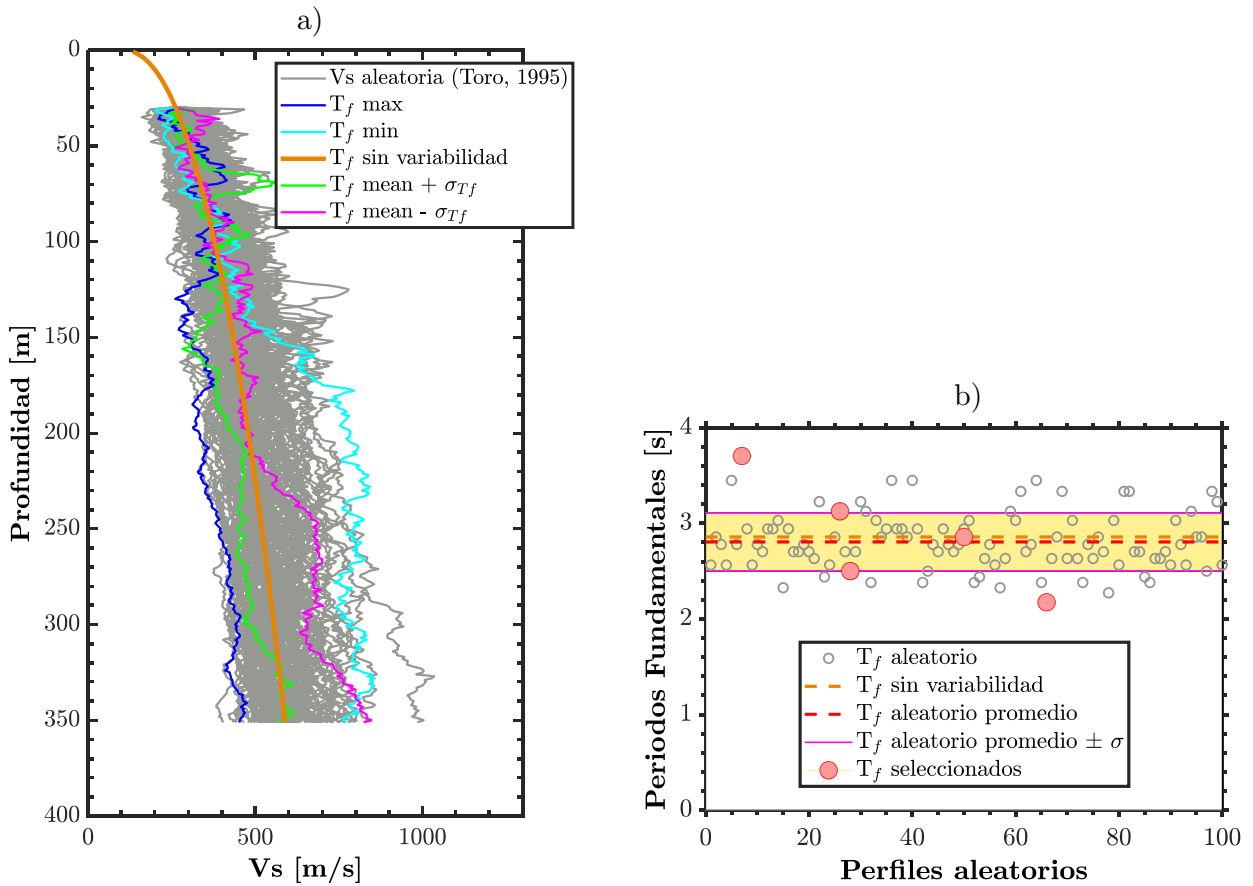 a)
0
50
100
150
200
250
300
350
400
Profundidad [m]
0
500
1000
Vs [m/s]
Vs aleatoria (Toro, 1995)
T_f max
T_f min
T_f sin variabilidad
T_f mean + σ_Tf
T_f mean - σ_Tf
b)
4
3
2
1
0
Periodos Fundamentales [s]
0
20
40
60
80
100
Perfiles aleatorios
T_f aleatorio
T_f sin variabilidad
T_f aleatorio promedio
T_f aleatorio promedio ± σ
T_f seleccionados